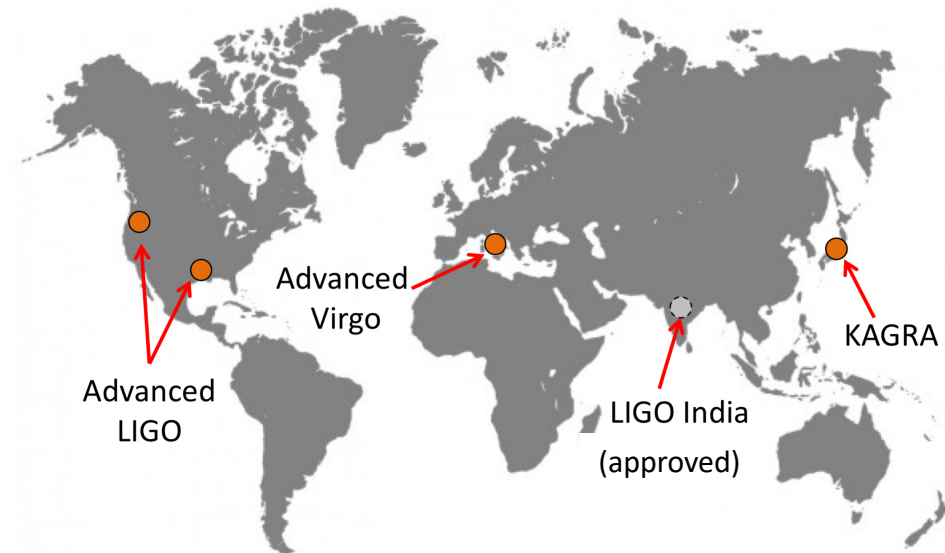 Advanced
LIGO
Advanced
Virgo
LIGO India
(approved)
KAGRA